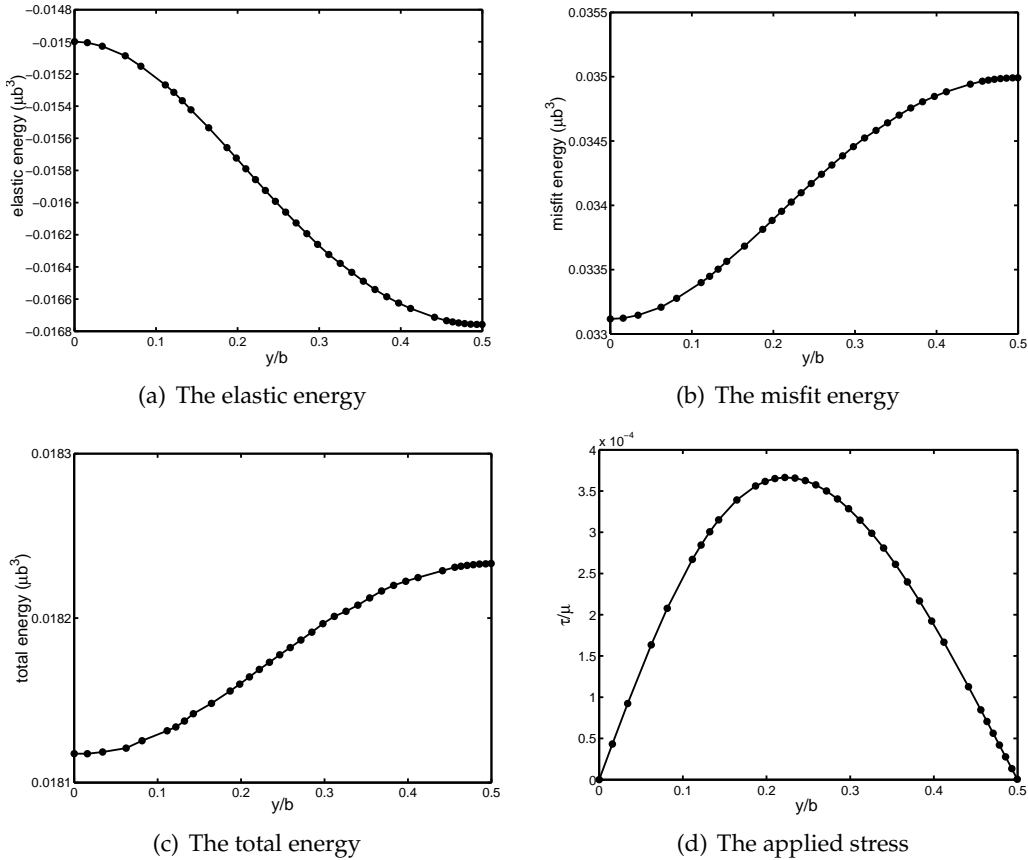 −0.0148
−0.015
−0.0152
−0.0154
−0.0156
−0.0158
−0.016
−0.0162
−0.0164
−0.0166
−0.0168
elastic energy (μb³)
0 0.1 0.2 0.3 0.4 0.5
y/b
(a) The elastic energy
0.0355
0.035
0.0345
0.034
0.0335
0.033
misfit energy (μb³)
0 0.1 0.2 0.3 0.4 0.5
y/b
(b) The misfit energy
0.0183
0.0182
0.0181
total energy (μb³)
0 0.1 0.2 0.3 0.4 0.5
y/b
(c) The total energy
x 10⁻⁴
4
3.5
3
2.5
2
1.5
1
0.5
0
τ/μ
0 0.1 0.2 0.3 0.4 0.5
y/b
(d) The applied stress